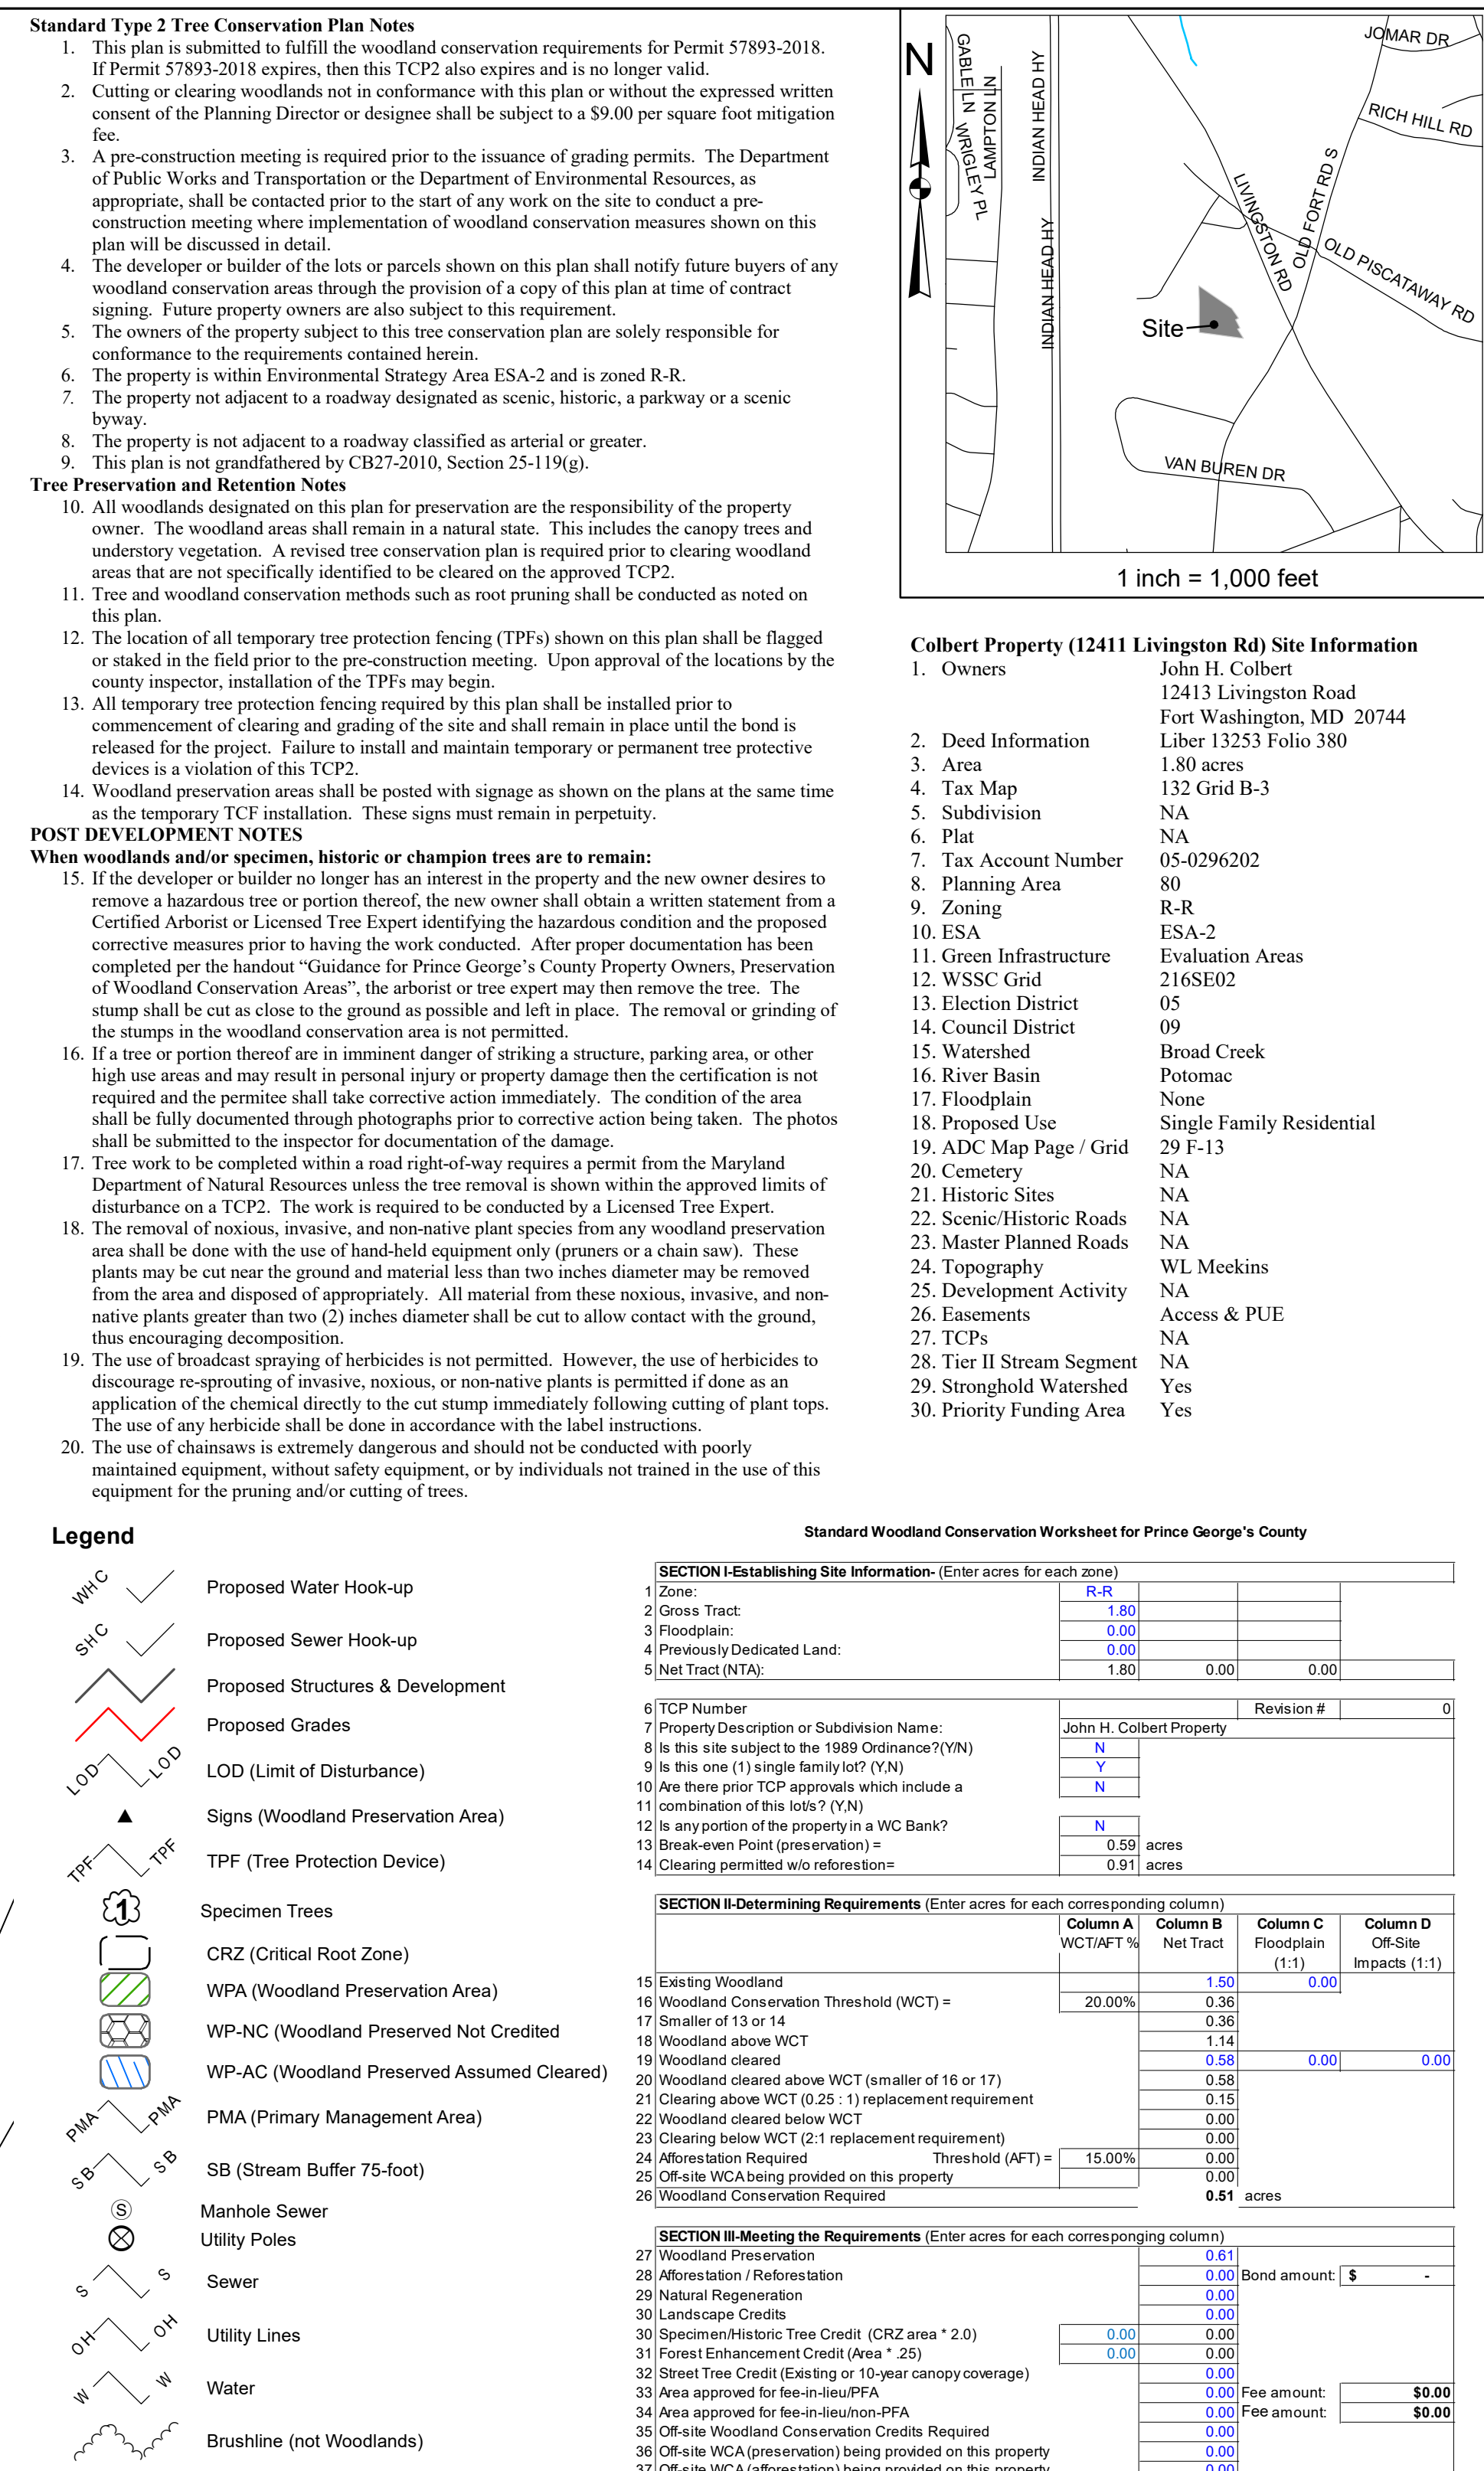 Standard Type 2 Tree Conservation Plan Notes
1. This plan is submitted to fulfill the woodland conservation requirements for Permit 57893-2018.
If Permit 57893-2018 expires, then this TCP2 also expires and is no longer valid.
2. Cutting or clearing woodlands not in conformance with this plan or without the expressed written
consent of the Planning Director or designee shall be subject to a $9.00 per square foot mitigation
fee.
3. A pre-construction meeting is required prior to the issuance of grading permits. The Department
of Public Works and Transportation or the Department of Environmental Resources, as
appropriate, shall be contacted prior to the start of any work on the site to conduct a pre-
construction meeting where implementation of woodland conservation measures shown on this
plan will be discussed in detail.
4. The developer or builder of the lots or parcels shown on this plan shall notify future buyers of any
woodland conservation areas through the provision of a copy of this plan at time of contract
signing. Future property owners are also subject to this requirement.
5. The owners of the property subject to this tree conservation plan are solely responsible for
conformance to the requirements contained herein.
6. The property is within Environmental Strategy Area ESA-2 and is zoned R-R.
7. The property not adjacent to a roadway designated as scenic, historic, a parkway or a scenic
byway.
8. The property is not adjacent to a roadway classified as arterial or greater.
9. This plan is not grandfathered by CB27-2010, Section 25-119(g).
Tree Preservation and Retention Notes
10. All woodlands designated on this plan for preservation are the responsibility of the property
owner. The woodland areas shall remain in a natural state. This includes the canopy trees and
understory vegetation. A revised tree conservation plan is required prior to clearing woodland
areas that are not specifically identified to be cleared on the approved TCP2.
11. Tree and woodland conservation methods such as root pruning shall be conducted as noted on
this plan.
12. The location of all temporary tree protection fencing (TPFs) shown on this plan shall be flagged
or staked in the field prior to the pre-construction meeting. Upon approval of the locations by the
county inspector, installation of the TPFs may begin.
13. All temporary tree protection fencing required by this plan shall be installed prior to
commencement of clearing and grading of the site and shall remain in place until the bond is
released for the project. Failure to install and maintain temporary or permanent tree protective
devices is a violation of this TCP2.
14. Woodland preservation areas shall be posted with signage as shown on the plans at the same time
as the temporary TCF installation. These signs must remain in perpetuity.
POST DEVELOPMENT NOTES
When woodlands and/or specimen, historic or champion trees are to remain:
15. If the developer or builder no longer has an interest in the property and the new owner desires to
remove a hazardous tree or portion thereof, the new owner shall obtain a written statement from a
Certified Arborist or Licensed Tree Expert identifying the hazardous condition and the proposed
corrective measures prior to having the work conducted. After proper documentation has been
completed per the handout “Guidance for Prince George’s County Property Owners, Preservation
of Woodland Conservation Areas”, the arborist or tree expert may then remove the tree. The
stump shall be cut as close to the ground as possible and left in place. The removal or grinding of
the stumps in the woodland conservation area is not permitted.
16. If a tree or portion thereof are in imminent danger of striking a structure, parking area, or other
high use areas and may result in personal injury or property damage then the certification is not
required and the permitee shall take corrective action immediately. The condition of the area
shall be fully documented through photographs prior to corrective action being taken. The photos
shall be submitted to the inspector for documentation of the damage.
17. Tree work to be completed within a road right-of-way requires a permit from the Maryland
Department of Natural Resources unless the tree removal is shown within the approved limits of
disturbance on a TCP2. The work is required to be conducted by a Licensed Tree Expert.
18. The removal of noxious, invasive, and non-native plant species from any woodland preservation
area shall be done with the use of hand-held equipment only (pruners or a chain saw). These
plants may be cut near the ground and material less than two inches diameter may be removed
from the area and disposed of appropriately. All material from these noxious, invasive, and non-
native plants greater than two (2) inches diameter shall be cut to allow contact with the ground,
thus encouraging decomposition.
19. The use of broadcast spraying of herbicides is not permitted. However, the use of herbicides to
discourage re-sprouting of invasive, noxious, or non-native plants is permitted if done as an
application of the chemical directly to the cut stump immediately following cutting of plant tops.
The use of any herbicide shall be done in accordance with the label instructions.
20. The use of chainsaws is extremely dangerous and should not be conducted with poorly
maintained equipment, without safety equipment, or by individuals not trained in the use of this
equipment for the pruning and/or cutting of trees.
N
GABLE LN
WRIGLEY PL
LAMPTON LN
INDIAN HEAD HY
INDIAN HEAD HY
JOMAR DR
RICH HILL RD
LIVINGSTON RD
OLD FORT RD S
OLD PISCATAWAY RD
Site
VAN BUREN DR
1 inch = 1,000 feet
Colbert Property (12411 Livingston Rd) Site Information
1. Owners John H. Colbert
12413 Livingston Road
Fort Washington, MD 20744
2. Deed Information Liber 13253 Folio 380
3. Area 1.80 acres
4. Tax Map 132 Grid B-3
5. Subdivision NA
6. Plat NA
7. Tax Account Number 05-0296202
8. Planning Area 80
9. Zoning R-R
10. ESA ESA-2
11. Green Infrastructure Evaluation Areas
12. WSSC Grid 216SE02
13. Election District 05
14. Council District 09
15. Watershed Broad Creek
16. River Basin Potomac
17. Floodplain None
18. Proposed Use Single Family Residential
19. ADC Map Page / Grid 29 F-13
20. Cemetery NA
21. Historic Sites NA
22. Scenic/Historic Roads NA
23. Master Planned Roads NA
24. Topography WL Meekins
25. Development Activity NA
26. Easements Access & PUE
27. TCPs NA
28. Tier II Stream Segment NA
29. Stronghold Watershed Yes
30. Priority Funding Area Yes
Legend
WHC Proposed Water Hook-up
SHC Proposed Sewer Hook-up
Proposed Structures & Development
Proposed Grades
LOD LOD LOD (Limit of Disturbance)
Signs (Woodland Preservation Area)
TPF TPF TPF (Tree Protection Device)
1 Specimen Trees
CRZ (Critical Root Zone)
WPA (Woodland Preservation Area)
WP-NC (Woodland Preserved Not Credited
WP-AC (Woodland Preserved Assumed Cleared)
PMA PMA PMA (Primary Management Area)
SB SB SB (Stream Buffer 75-foot)
S Manhole Sewer
Utility Poles
S S Sewer
OH OH Utility Lines
W W Water
Brushline (not Woodlands)
Standard Woodland Conservation Worksheet for Prince George's County
SECTION I-Establishing Site Information- (Enter acres for each zone)
1 Zone: R-R
2 Gross Tract: 1.80
3 Floodplain: 0.00
4 Previously Dedicated Land: 0.00
5 Net Tract (NTA): 1.80 0.00 0.00
6 TCP Number Revision # 0
7 Property Description or Subdivision Name: John H. Colbert Property
8 Is this site subject to the 1989 Ordinance?(Y/N) N
9 Is this one (1) single family lot? (Y,N) Y
10 Are there prior TCP approvals which include a N
11 combination of this lot/s? (Y,N)
12 Is any portion of the property in a WC Bank? N
13 Break-even Point (preservation) = 0.59 acres
14 Clearing permitted w/o reforestion= 0.91 acres
SECTION II-Determining Requirements (Enter acres for each corresponding column)
Column A Column B Column C Column D
WCT/AFT % Net Tract Floodplain Off-Site
(1:1) Impacts (1:1)
15 Existing Woodland 1.50 0.00
16 Woodland Conservation Threshold (WCT) = 20.00% 0.36
17 Smaller of 13 or 14 0.36
18 Woodland above WCT 1.14
19 Woodland cleared 0.58 0.00 0.00
20 Woodland cleared above WCT (smaller of 16 or 17) 0.58
21 Clearing above WCT (0.25 : 1) replacement requirement 0.15
22 Woodland cleared below WCT 0.00
23 Clearing below WCT (2:1 replacement requirement) 0.00
24 Afforestation Required Threshold (AFT) = 15.00% 0.00
25 Off-site WCA being provided on this property 0.00
26 Woodland Conservation Required 0.51 acres
SECTION III-Meeting the Requirements (Enter acres for each corresponging column)
27 Woodland Preservation 0.61
28 Afforestation / Reforestation 0.00 Bond amount: $ -
29 Natural Regeneration 0.00
30 Landscape Credits 0.00
30 Specimen/Historic Tree Credit (CRZ area * 2.0) 0.00 0.00
31 Forest Enhancement Credit (Area * .25) 0.00 0.00
32 Street Tree Credit (Existing or 10-year canopy coverage) 0.00
33 Area approved for fee-in-lieu/PFA 0.00 Fee amount: $0.00
34 Area approved for fee-in-lieu/non-PFA 0.00 Fee amount: $0.00
35 Off-site Woodland Conservation Credits Required 0.00
36 Off-site WCA (preservation) being provided on this property 0.00
37 Off-site WCA (afforestation) being provided on this property 0.00